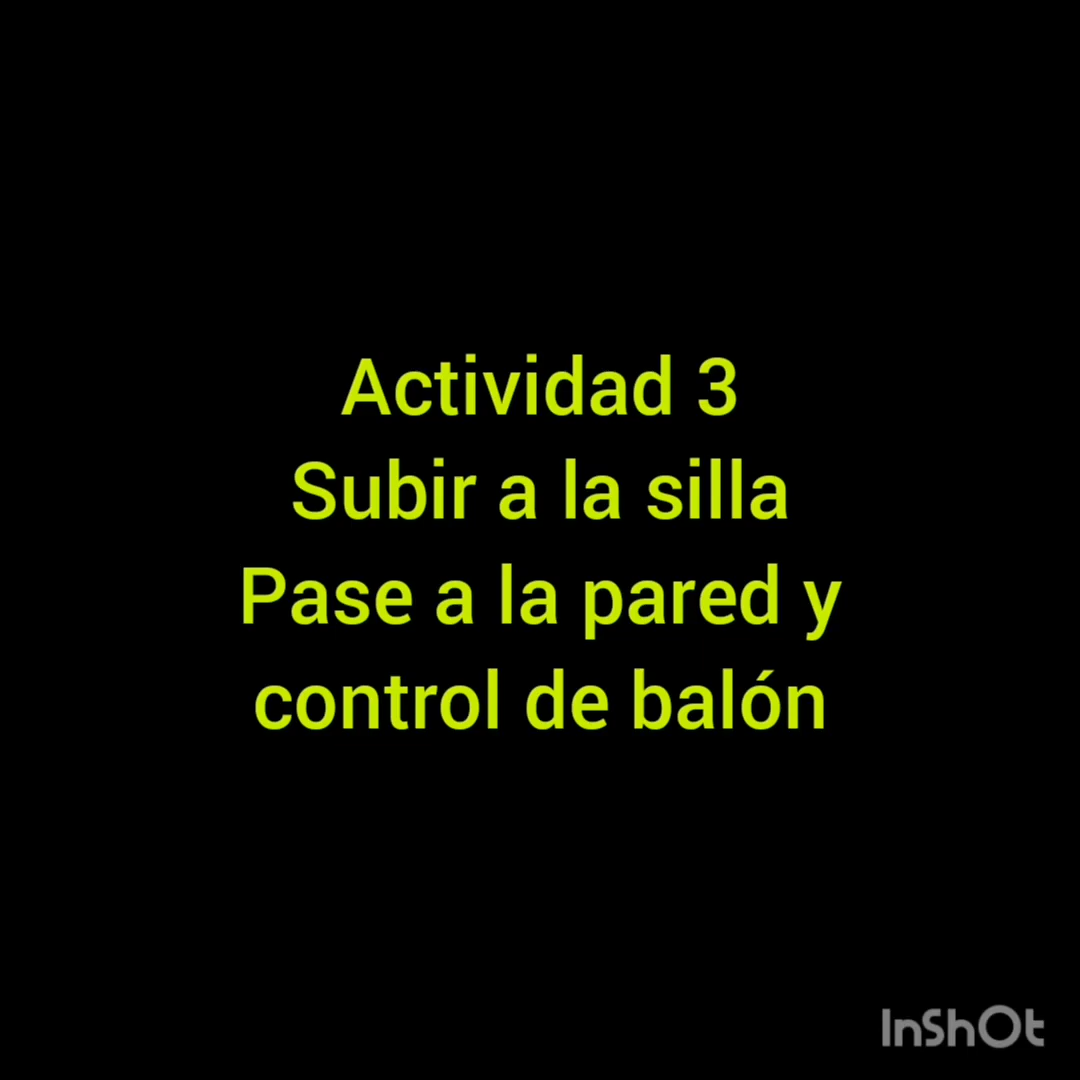 Actividad 3
Subir a la silla
Pase a la pared y
control de balón
InShOt